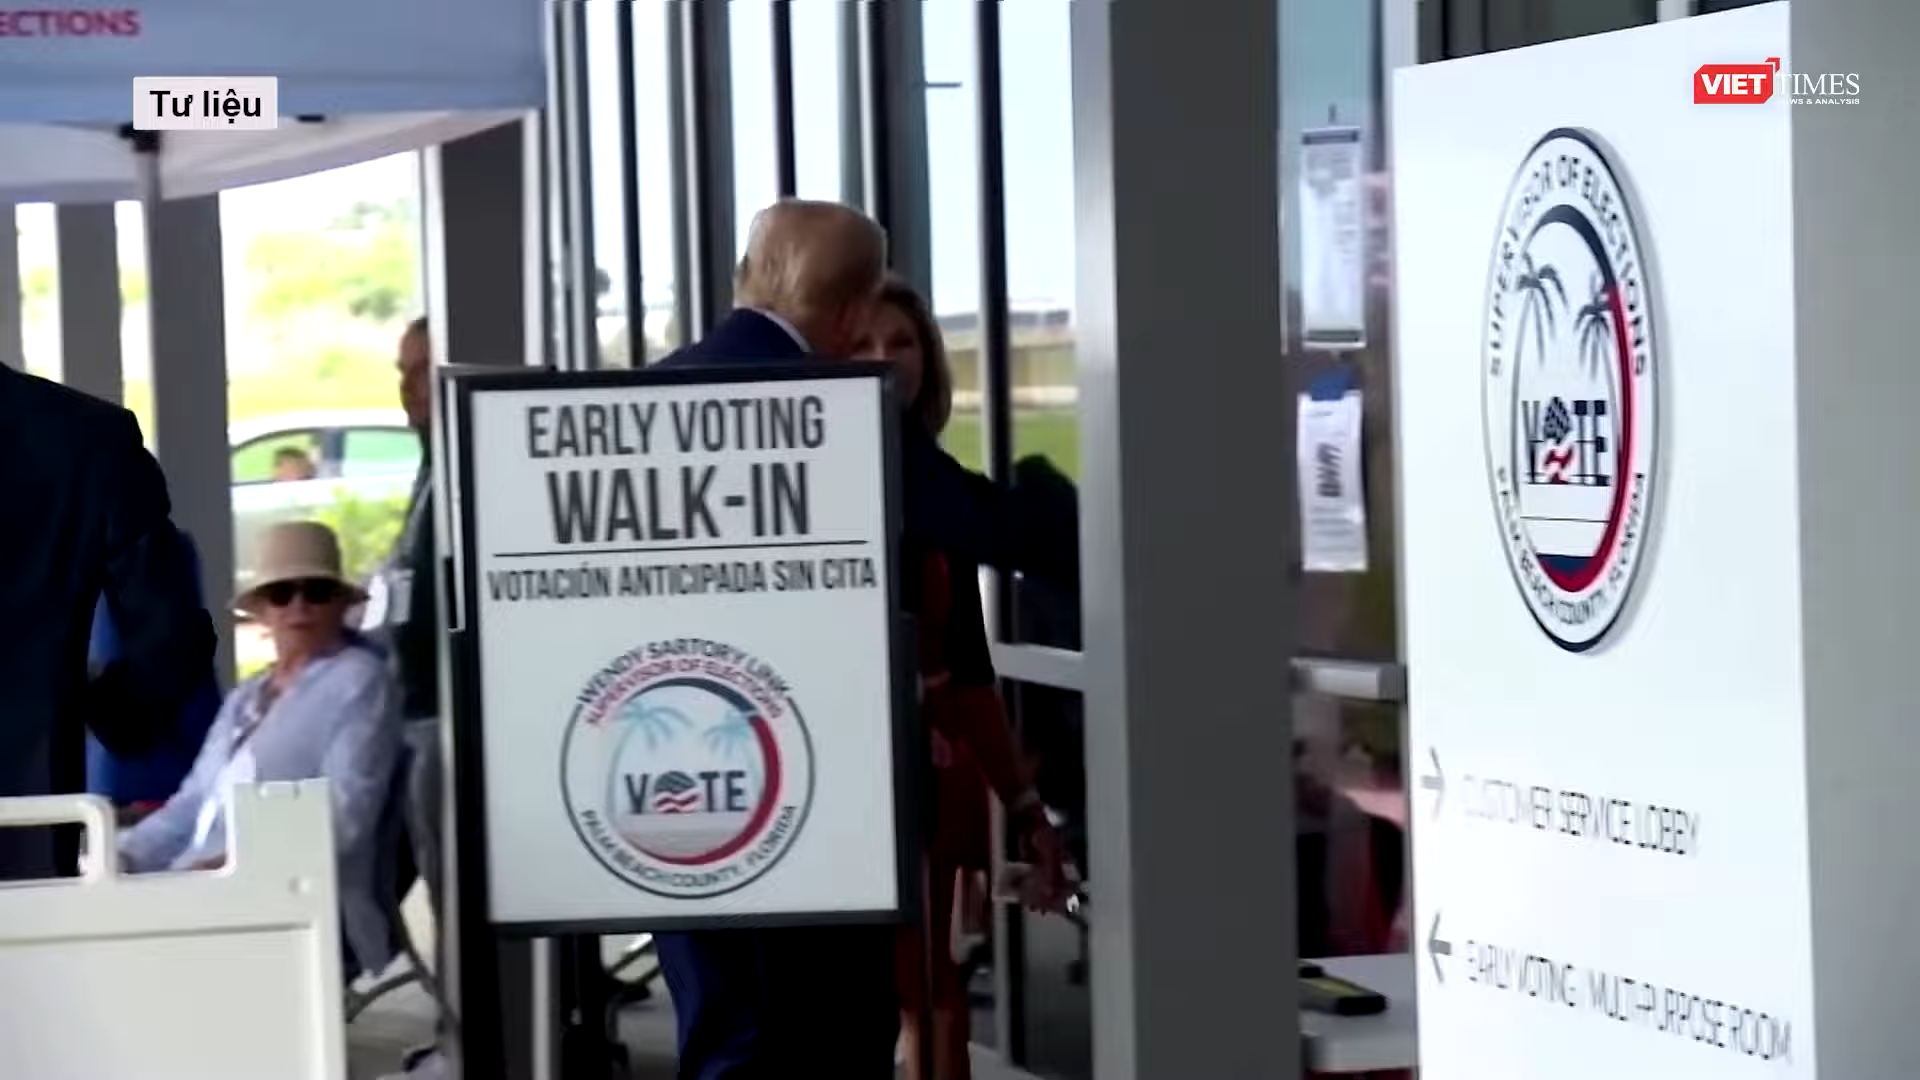 ECTIONS
Tư liệu
VIETTIMES
NEWS & ANALYSIS
EARLY VOTING
WALK-IN
VOTACIÓN ANTICIPADA SIN CITA
WENDY SARTORY LINK
SUPERVISOR OF ELECTIONS
VOTE
PALM BEACH COUNTY, FLORIDA
SUPERVISOR OF ELECTIONS
VOTE
PALM BEACH COUNTY, FLORIDA
→ CUSTOMER SERVICE LOBBY
← EARLY VOTING MULTI-PURPOSE ROOM